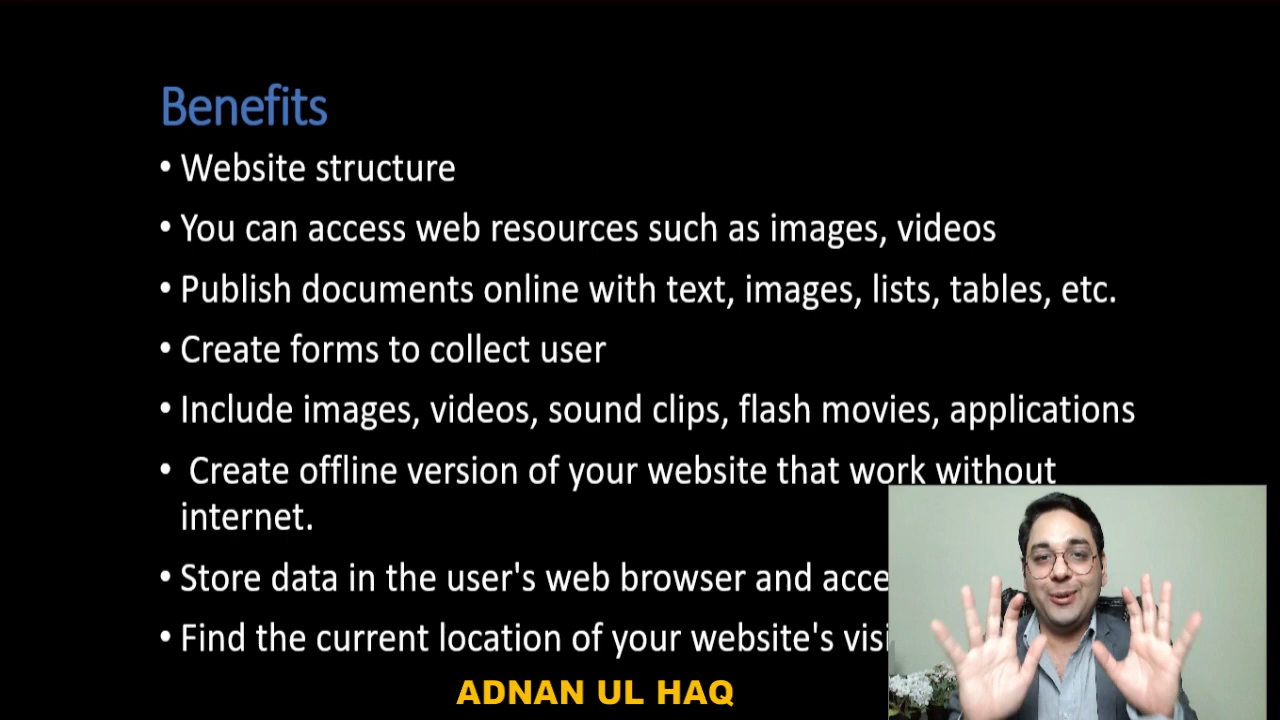 Benefits
• Website structure
• You can access web resources such as images, videos
• Publish documents online with text, images, lists, tables, etc.
• Create forms to collect user
• Include images, videos, sound clips, flash movies, applications
• Create offline version of your website that work without
internet.
• Store data in the user's web browser and
• Find the current location of your website's
ADNAN UL HAQ